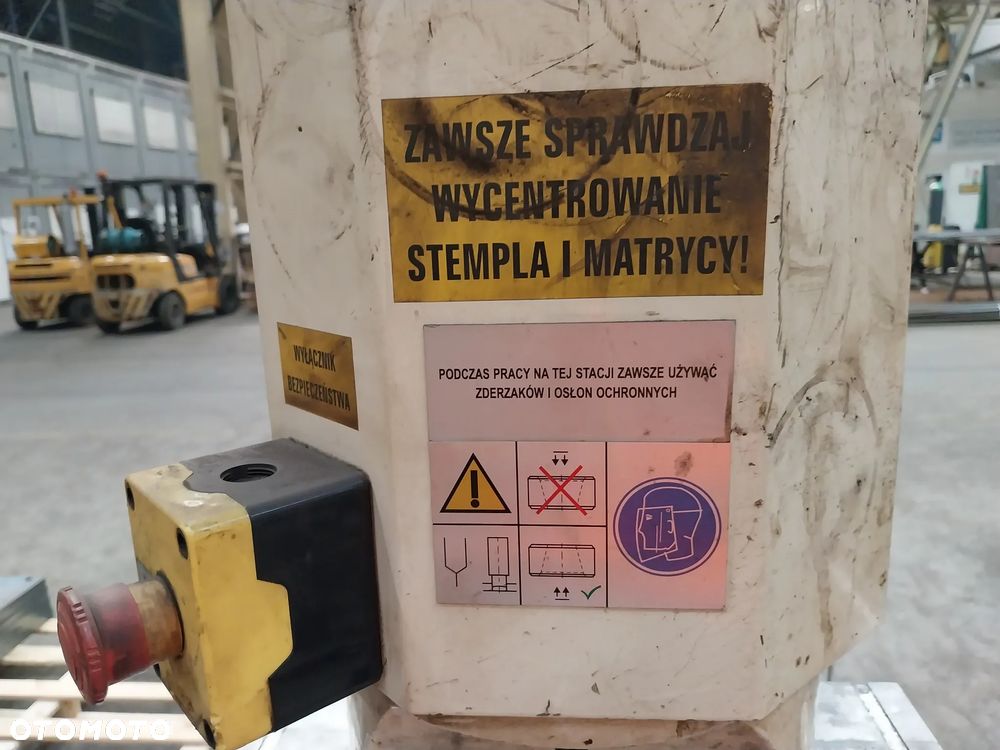 ZAWSZE SPRAWDZAJ
WYCENTROWANIE
STEMPLA I MATRYCY!
WYŁĄCZNIK
BEZPIECZEŃSTWA
PODCZAS PRACY NA TEJ STACJI ZAWSZE UŻYWAĆ
ZDERZAKÓW I OSŁON OCHRONNYCH
OTOMOTO